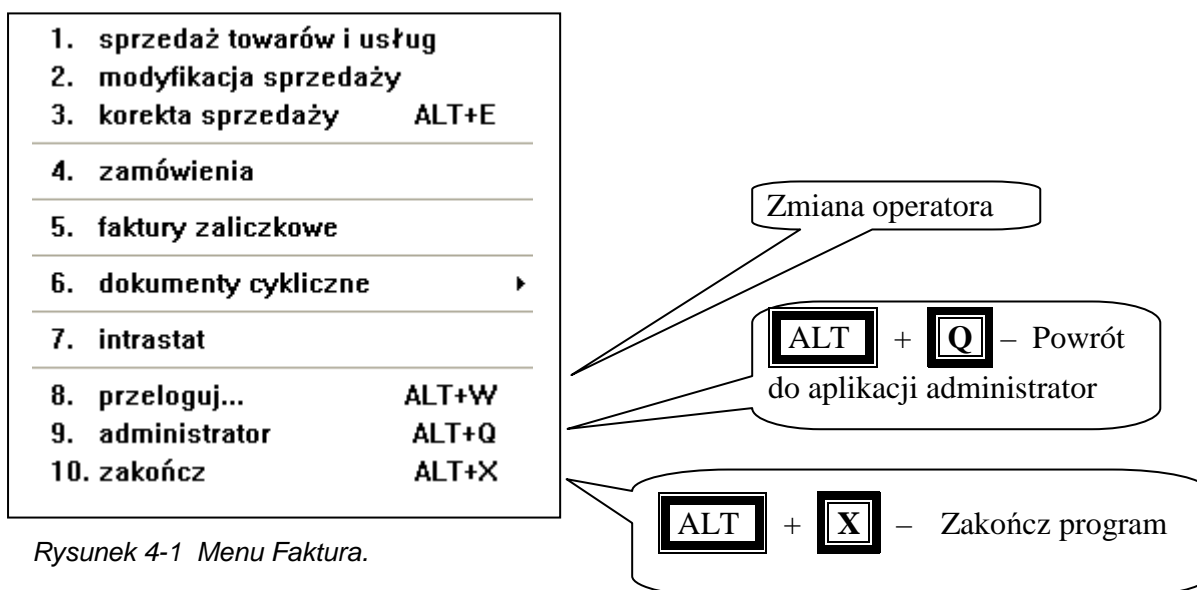 1. sprzedaż towarów i usług
2. modyfikacja sprzedaży
3. korekta sprzedaży ALT+E
4. zamówienia
5. faktury zaliczkowe
6. dokumenty cykliczne
7. intrastat
8. przeloguj... ALT+W
9. administrator ALT+Q
10. zakończ ALT+X
Zmiana operatora
ALT + Q – Powrót
do aplikacji administrator
ALT + X – Zakończ program
Rysunek 4-1 Menu Faktura.